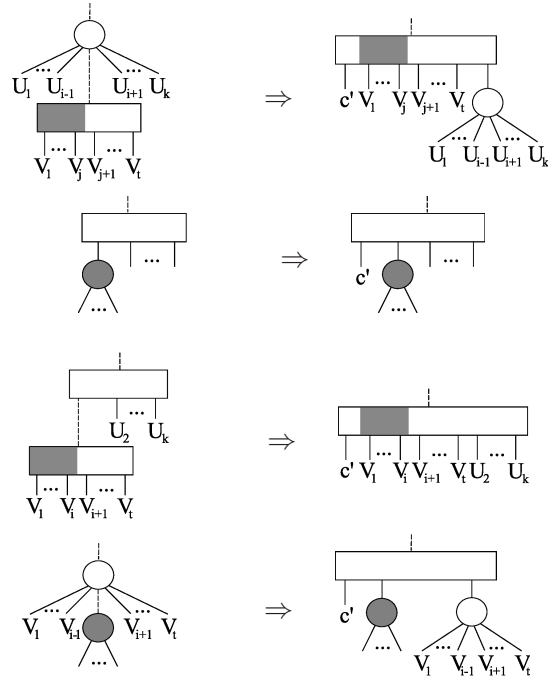 U₁ ... Uᵢ₋₁ Uᵢ₊₁ ... Uₖ
V₁ ... Vⱼ Vⱼ₊₁ ... Vₜ
⇒
c' V₁ ... Vⱼ Vⱼ₊₁ ... Vₜ
U₁ ... Uᵢ₋₁ Uᵢ₊₁ ... Uₖ
...
...
⇒
c' ...
...
U₂ ... Uₖ
V₁ ... Vᵢ Vᵢ₊₁ ... Vₜ
⇒
c' V₁ ... Vᵢ Vᵢ₊₁ ... Vₜ U₂ ... Uₖ
V₁ ... Vᵢ₋₁ Vᵢ₊₁ ... Vₜ
...
⇒
c'
... V₁ ... Vᵢ₋₁ Vᵢ₊₁ ... Vₜ